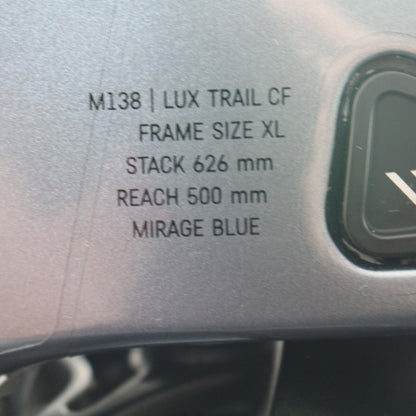 M138 | LUX TRAIL CF
FRAME SIZE XL
STACK 626 mm
REACH 500 mm
MIRAGE BLUE